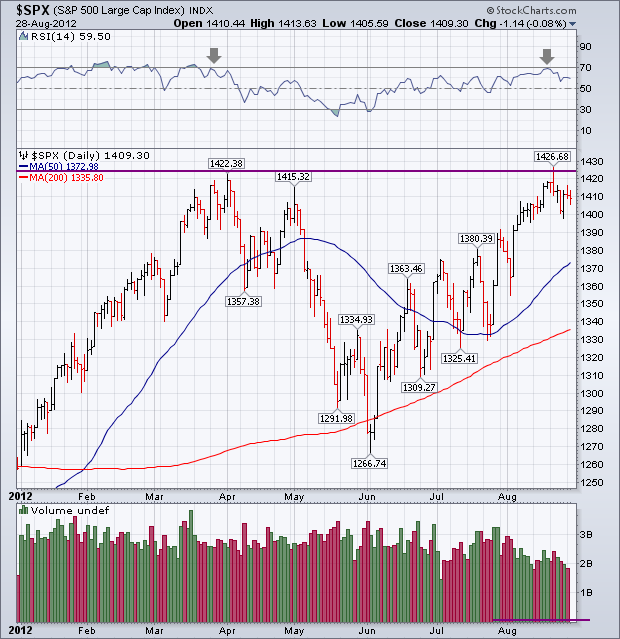 $SPX (S&P 500 Large Cap Index) INDX
© StockCharts.com
28-Aug-2012
Open 1410.44 High 1413.63 Low 1405.59 Close 1409.30 Chg -1.14 (-0.08%)
RSI(14) 59.50
90
70
50
30
10
$SPX (Daily) 1409.30
MA(50) 1372.98
MA(200) 1335.80
1422.38
1415.32
1426.68
1357.38
1334.93
1363.46
1380.39
1291.98
1266.74
1309.27
1325.41
1430
1420
1410
1400
1390
1380
1370
1360
1350
1340
1330
1320
1310
1300
1290
1280
1270
1260
1250
2012 Feb Mar Apr May Jun Jul Aug
Volume undef
3B
2B
1B
2012 Feb Mar Apr May Jun Jul Aug